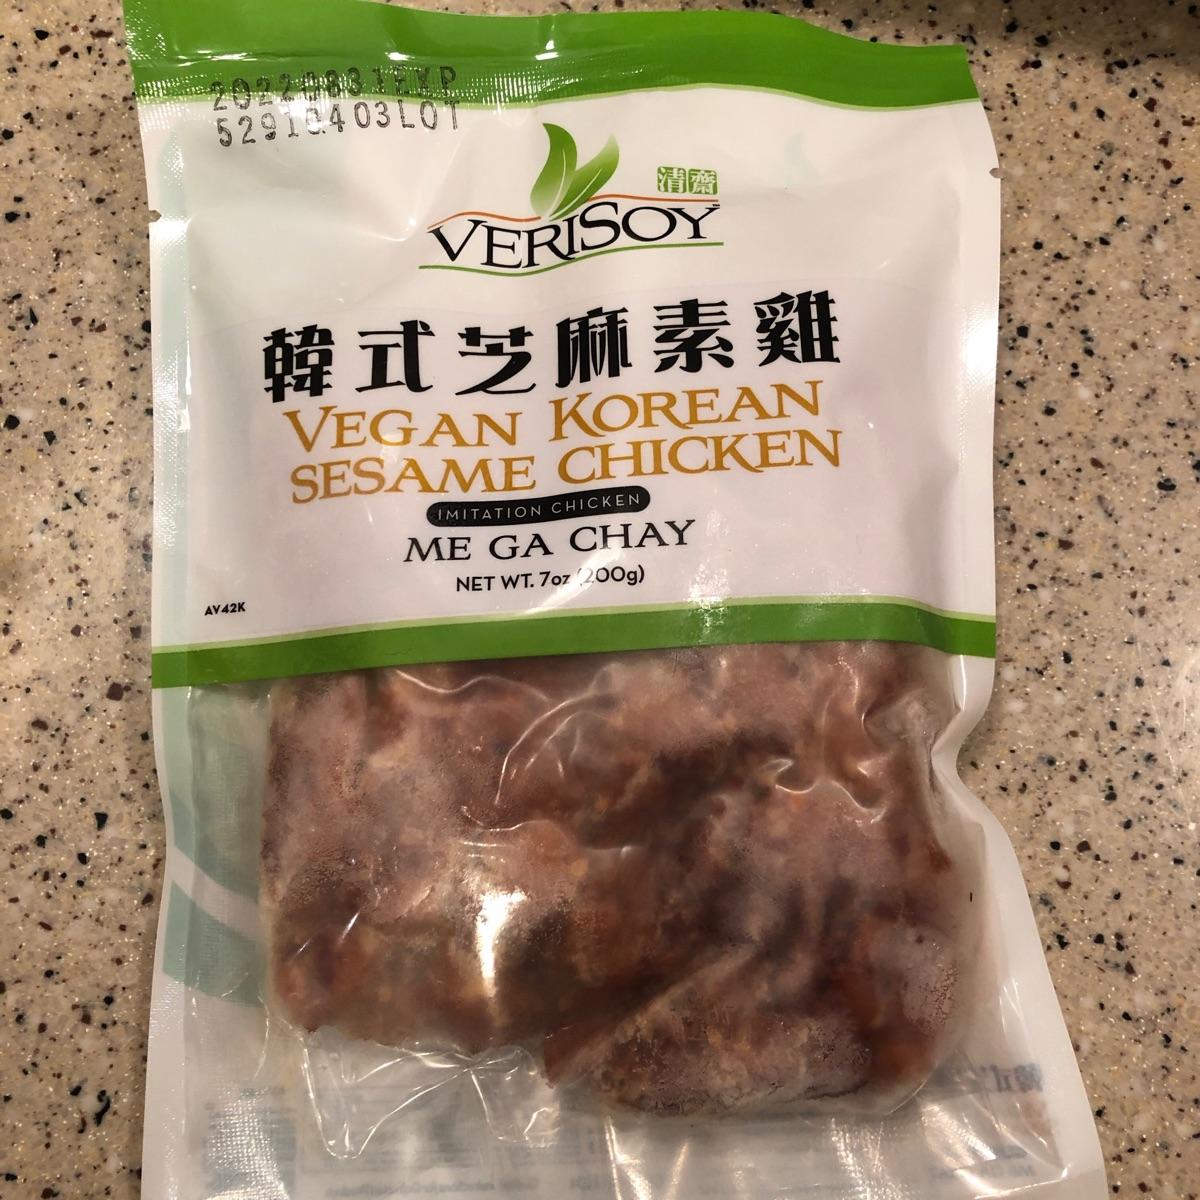 20220831EXP
52910403LOT
清齋
VERISOY™
韓式芝麻素雞
VEGAN KOREAN
SESAME CHICKEN
IMITATION CHICKEN
ME GA CHAY
NET WT. 7oz (200g)
AV42K